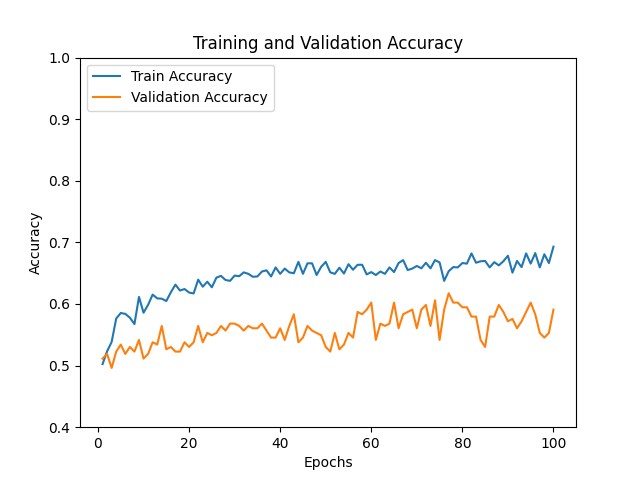 Training and Validation Accuracy
1.0
0.9
0.8
0.7
0.6
0.5
0.4
Accuracy
Train Accuracy
Validation Accuracy
0 20 40 60 80 100
Epochs